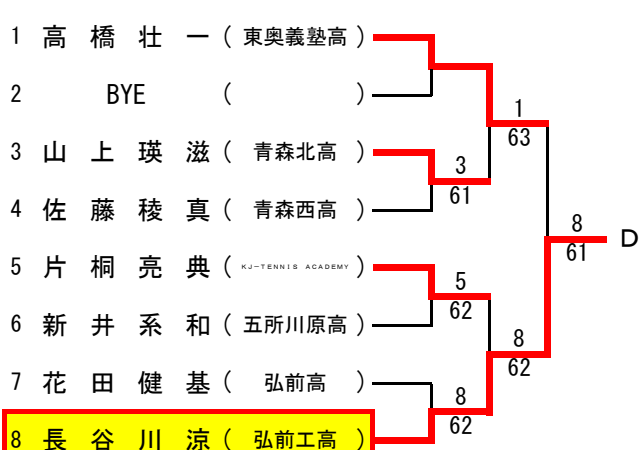 1 高橋壮一(東奥義塾高)
2 BYE ( )
1
63
3 山上瑛滋(青森北高)
3
61
4 佐藤稜真(青森西高)
8
61
D
5 片桐亮典(KJ-TENNIS ACADEMY)
5
62
6 新井系和(五所川原高)
8
62
7 花田健基(弘前高)
8
62
8 長谷川涼(弘前工高)